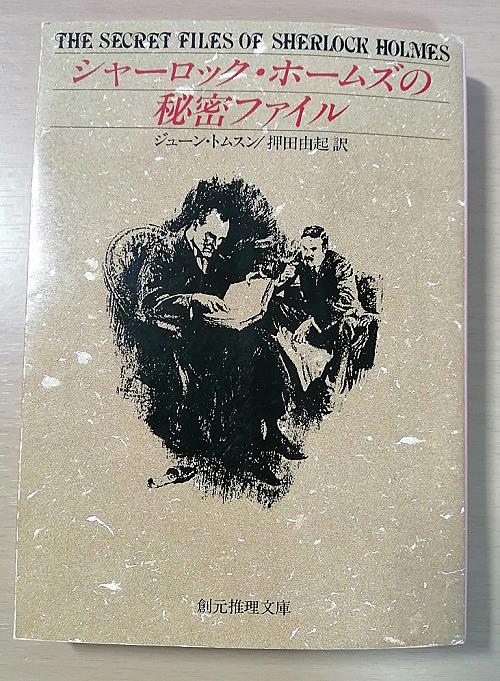 THE SECRET FILES OF SHERLOCK HOLMES
シャーロック・ホームズの
秘密ファイル
ジューン・トムスン/押田由起 訳
創元推理文庫